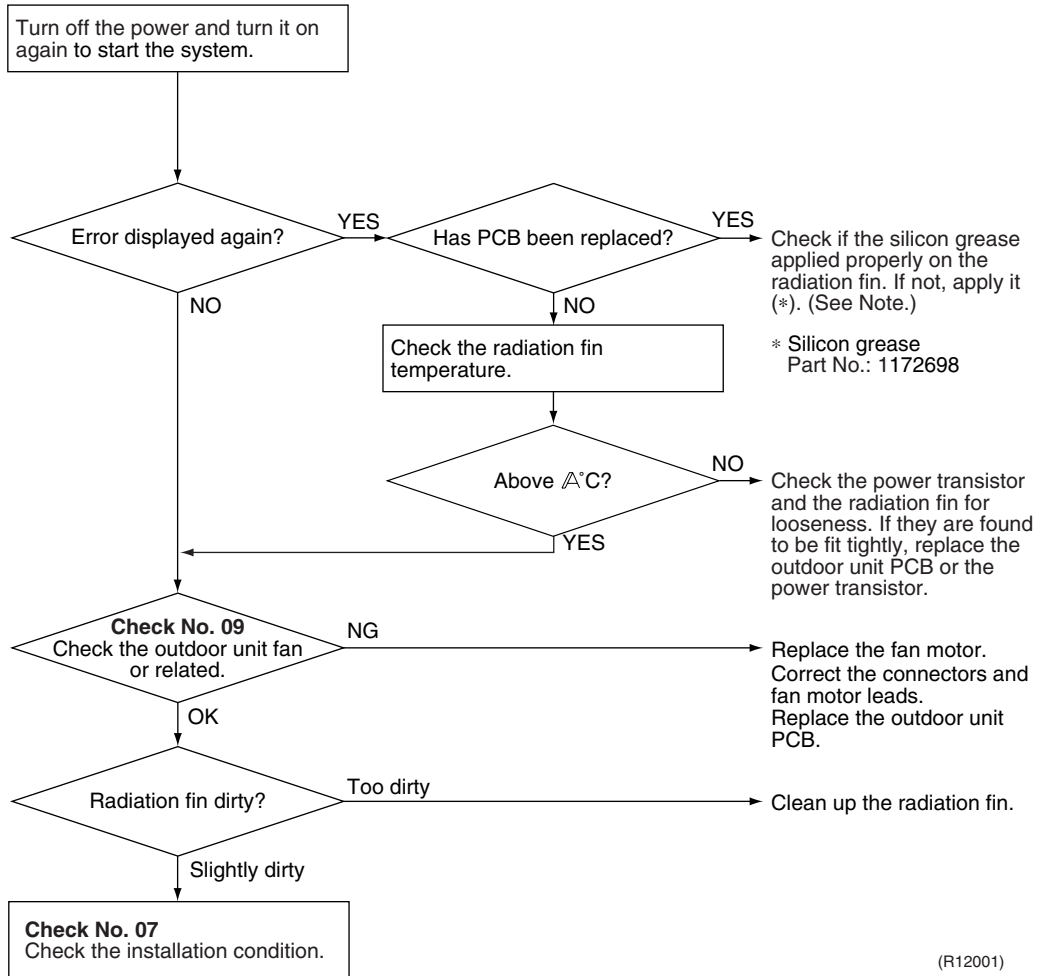 Turn off the power and turn it on
again to start the system.
Error displayed again?
YES
Has PCB been replaced?
YES
Check if the silicon grease
applied properly on the
radiation fin. If not, apply it
(*). (See Note.)
* Silicon grease
Part No.: 1172698
NO
NO
Check the radiation fin
temperature.
Above 𝔸°C?
NO
Check the power transistor
and the radiation fin for
looseness. If they are found
to be fit tightly, replace the
outdoor unit PCB or the
power transistor.
YES
Check No. 09
Check the outdoor unit fan
or related.
NG
Replace the fan motor.
Correct the connectors and
fan motor leads.
Replace the outdoor unit
PCB.
OK
Radiation fin dirty?
Too dirty
Clean up the radiation fin.
Slightly dirty
Check No. 07
Check the installation condition.
(R12001)